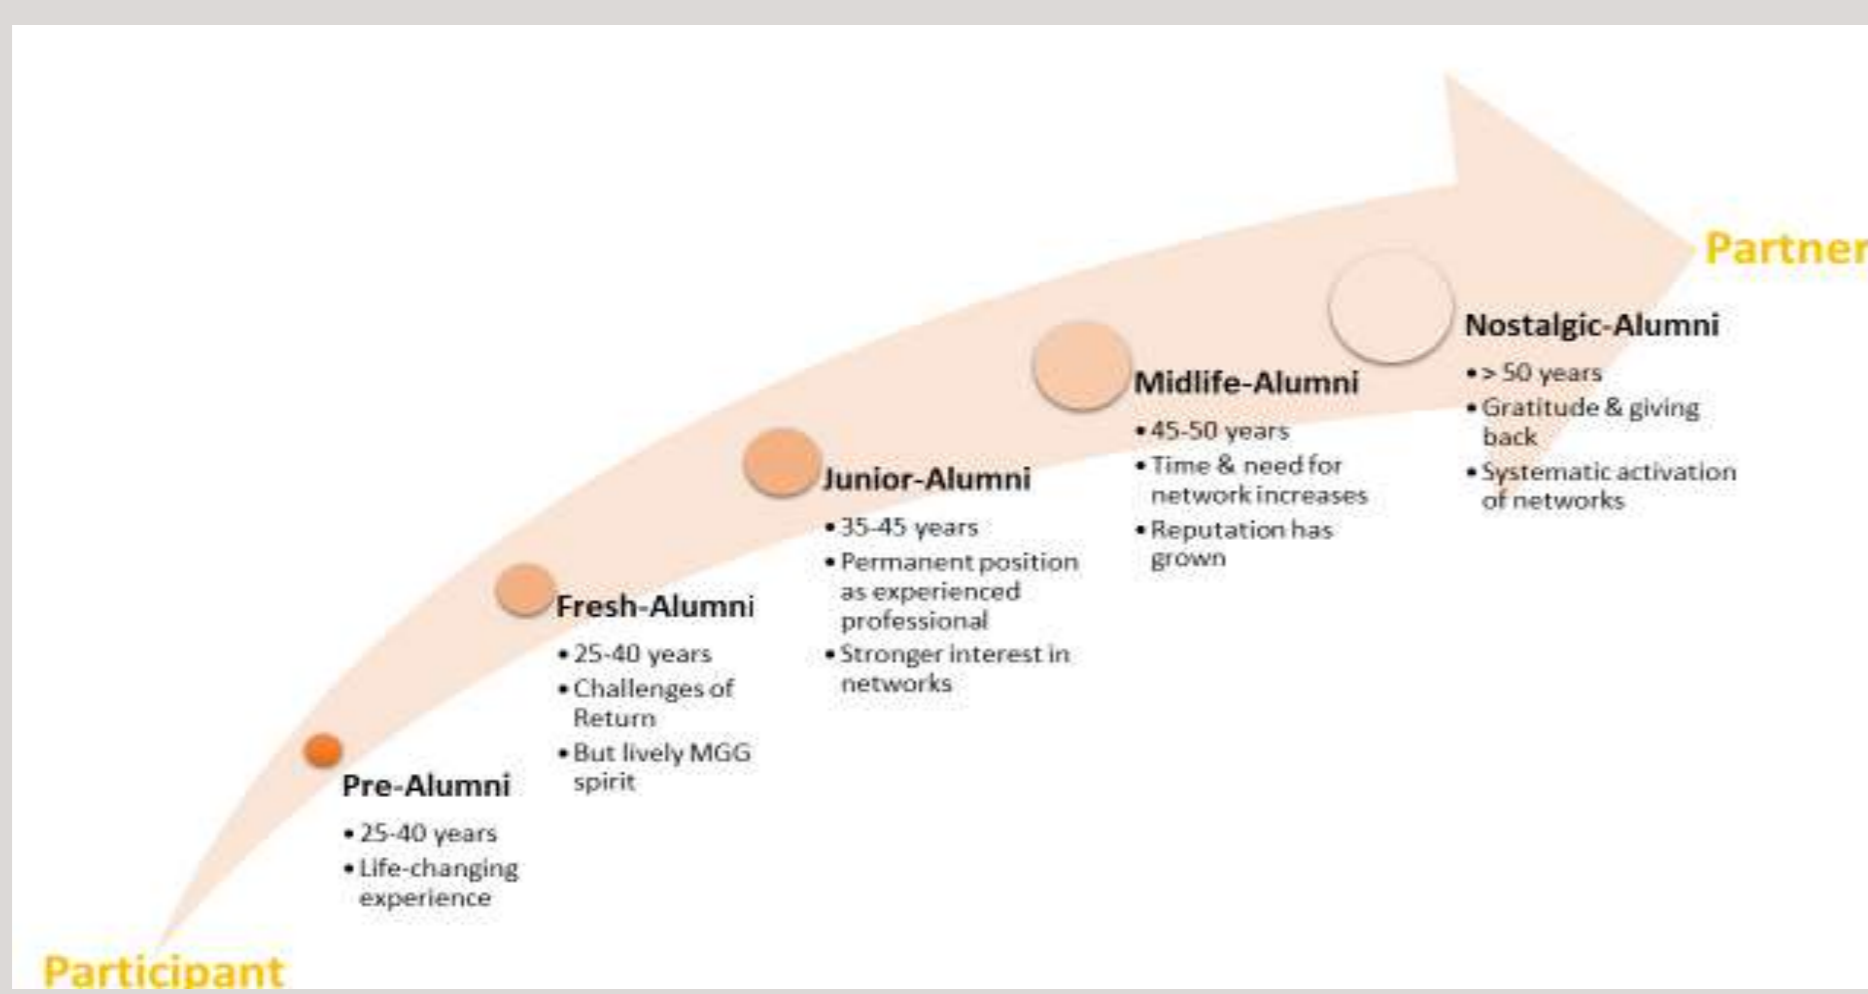 Partner
Nostalgic-Alumni
• > 50 years
• Gratitude & giving
back
• Systematic activation
of networks
Midlife-Alumni
• 45-50 years
• Time & need for
network increases
• Reputation has
grown
Junior-Alumni
• 35-45 years
• Permanent position
as experienced
professional
• Stronger interest in
networks
Fresh-Alumni
• 25-40 years
• Challenges of
Return
• But lively MGG
spirit
Pre-Alumni
• 25-40 years
• Life-changing
experience
Participant